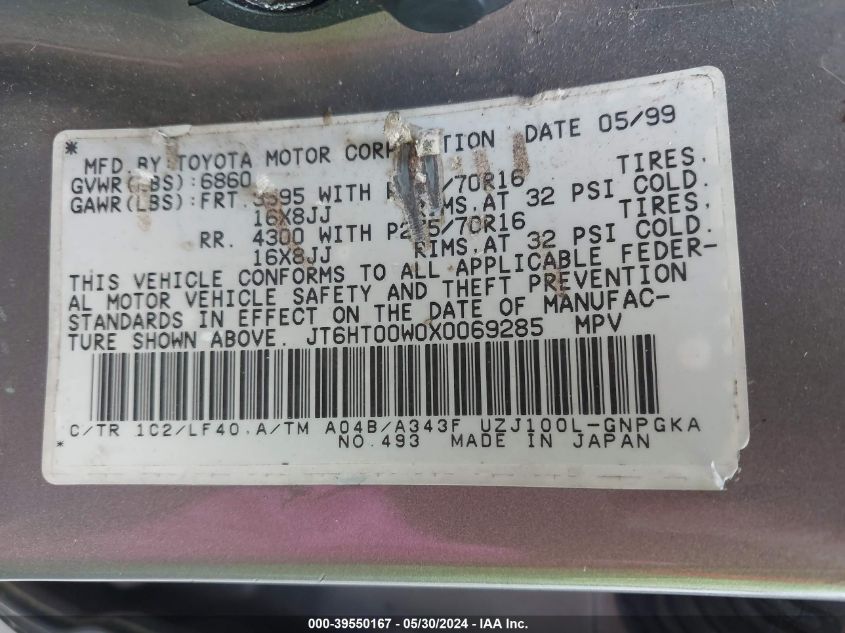 * MFD. BY TOYOTA MOTOR CORP TION DATE 05/99
GVWR(LBS):6860
GAWR(LBS):FRT. 3595 WITH P /70R16 TIRES,
16X8JJ RIMS,AT 32 PSI COLD.
RR. 4300 WITH P2 5/70R16 TIRES,
16X8JJ RIMS,AT 32 PSI COLD.
THIS VEHICLE CONFORMS TO ALL APPLICABLE FEDER-
AL MOTOR VEHICLE SAFETY AND THEFT PREVENTION
STANDARDS IN EFFECT ON THE DATE OF MANUFAC-
TURE SHOWN ABOVE. JT6HT00W0X0069285 MPV
C/TR 1C2/LF40.A/TM A04B/A343F UZJ100L-GNPGKA
* NO.493 MADE IN JAPAN
000-39550167 - 05/30/2024 - IAA Inc.